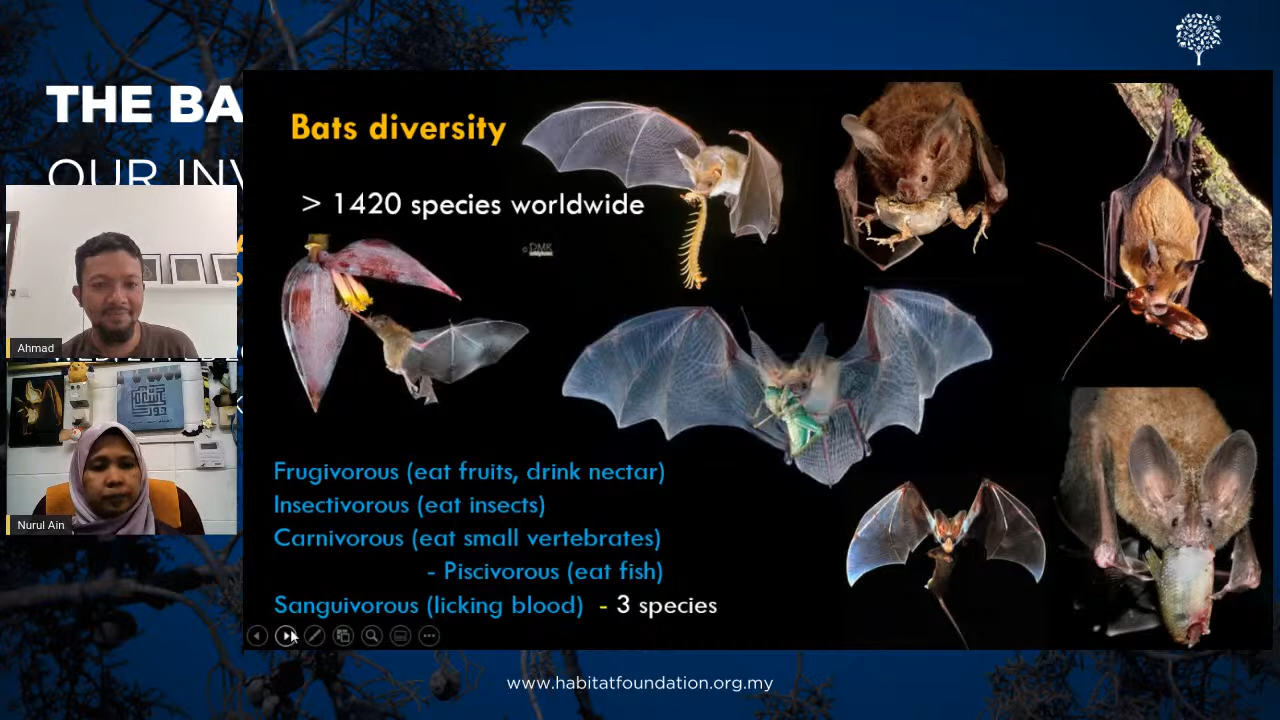 THE BA
OUR INV
Bats diversity
> 1420 species worldwide
Frugivorous (eat fruits, drink nectar)
Insectivorous (eat insects)
Carnivorous (eat small vertebrates)
- Piscivorous (eat fish)
Sanguivorous (licking blood) - 3 species
Ahmad
Nurul Ain
www.habitatfoundation.org.my